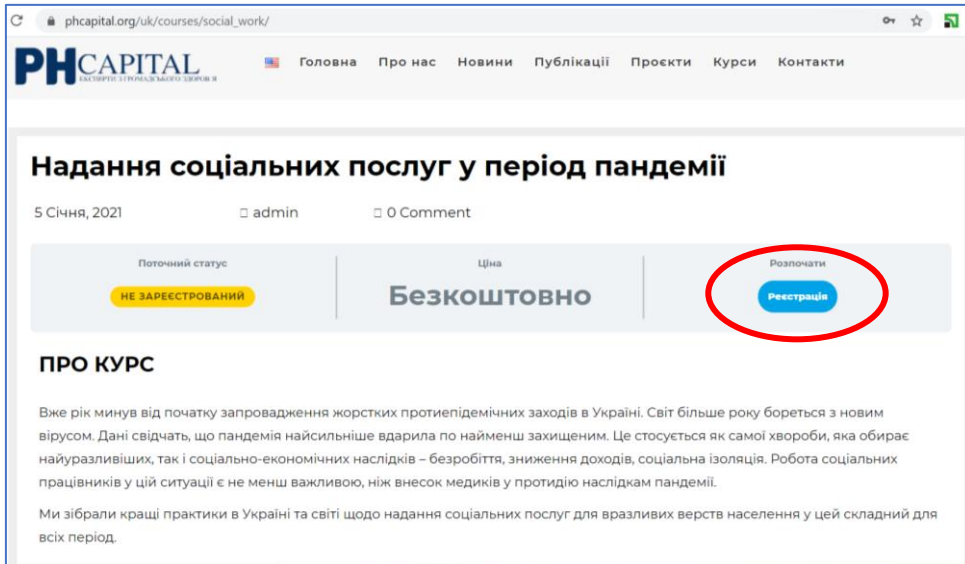 phcapital.org/uk/courses/social_work/
PHCAPITAL
ЕКСПЕРТИ З ГРОМАДСЬКОГО ЗДОРОВ'Я
Головна Про нас Новини Публікації Проєкти Курси Контакти
Надання соціальних послуг у період пандемії
5 Січня, 2021 admin 0 Comment
Поточний статус Ціна Розпочати
НЕ ЗАРЕЄСТРОВАНИЙ Безкоштовно Реєстрація
ПРО КУРС
Вже рік минув від початку запровадження жорстких протиепідемічних заходів в Україні. Світ більше року бореться з новим
вірусом. Дані свідчать, що пандемія найсильніше вдарила по найменш захищеним. Це стосується як самої хвороби, яка обирає
найуразливіших, так і соціально-економічних наслідків – безробіття, зниження доходів, соціальна ізоляція. Робота соціальних
працівників у цій ситуації є не менш важливою, ніж внесок медиків у протидію наслідкам пандемії.
Ми зібрали кращі практики в Україні та світі щодо надання соціальних послуг для вразливих верств населення у цей складний для
всіх період.